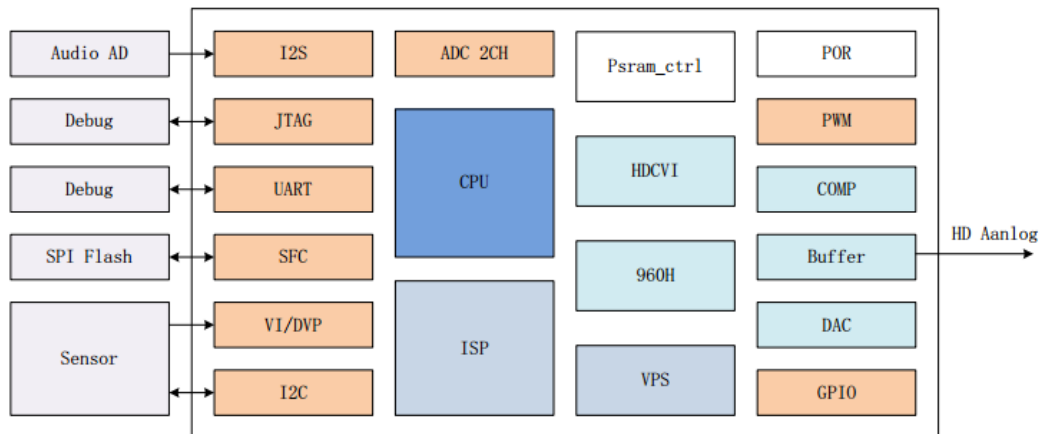 Audio AD
I2S
ADC 2CH
Psram_ctrl
POR
Debug
JTAG
PWM
CPU
HDCVI
Debug
UART
COMP
HD Aanlog
SPI Flash
SFC
960H
Buffer
Sensor
VI/DVP
ISP
DAC
I2C
VPS
GPIO